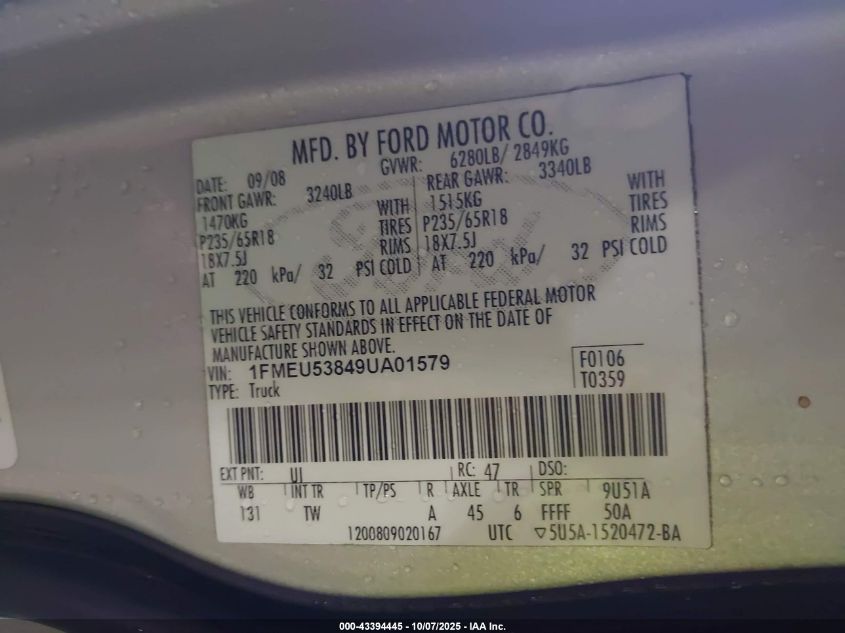 MFD. BY FORD MOTOR CO.
DATE: 09/08 GVWR: 6280LB/ 2849KG
FRONT GAWR: 3240LB REAR GAWR: 3340LB
1470KG WITH 1515KG WITH
P235/65R18 TIRES P235/65R18 TIRES
18X7.5J RIMS 18X7.5J RIMS
AT 220 kPa/ 32 PSI COLD AT 220 kPa/ 32 PSI COLD
THIS VEHICLE CONFORMS TO ALL APPLICABLE FEDERAL MOTOR
VEHICLE SAFETY STANDARDS IN EFFECT ON THE DATE OF
MANUFACTURE SHOWN ABOVE.
VIN: 1FMEU53849UA01579 F0106
TYPE: Truck T0359
EXT PNT: UI RC: 47 DSO:
WB INT TR TP/PS R AXLE TR SPR 9U51A
131 TW A 45 6 FFFF 50A
1200809020167 UTC ▽5U5A-1520472-BA
000-43394445 - 10/07/2025 - IAA Inc.